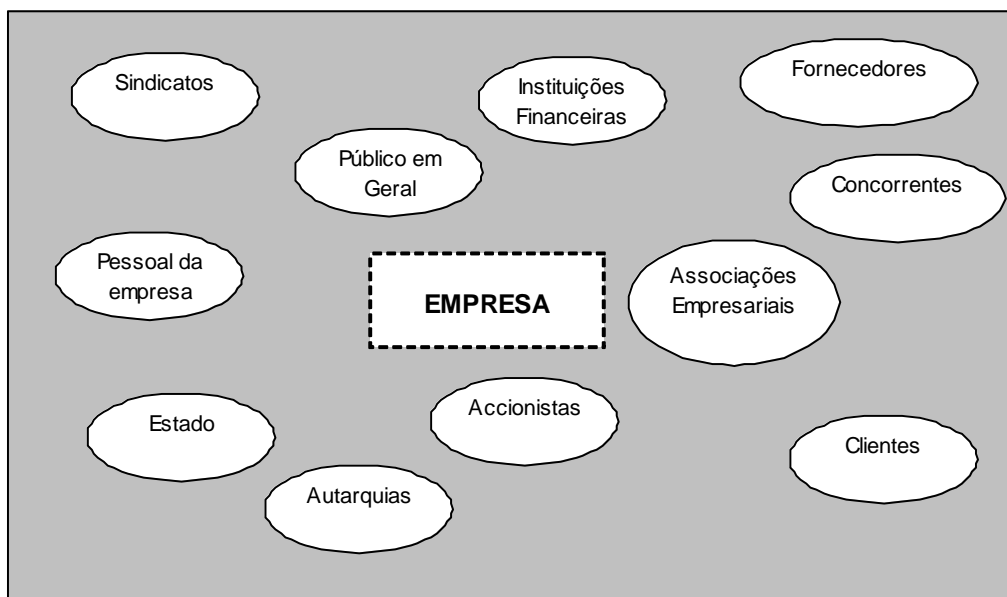 Sindicatos
Instituições
Financeiras
Fornecedores
Público em
Geral
Concorrentes
Pessoal da
empresa
EMPRESA
Associações
Empresariais
Estado
Accionistas
Clientes
Autarquias